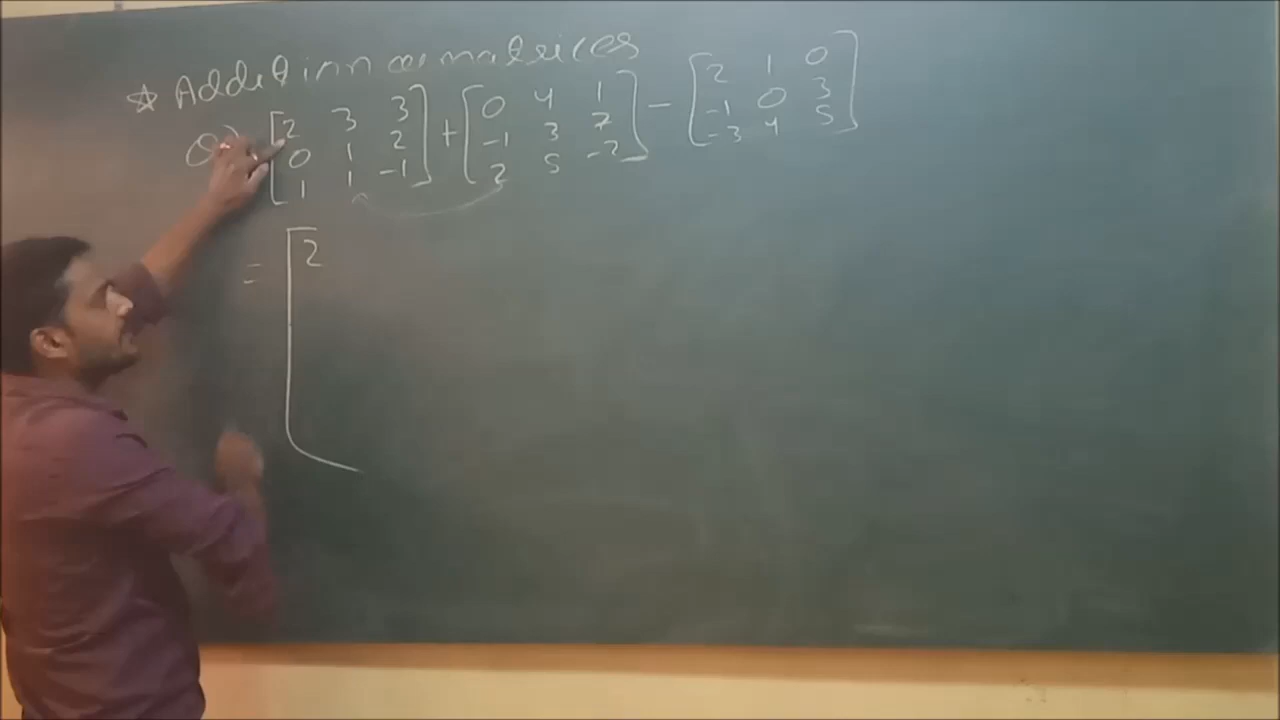 * Addition of matrices
Q) [2 3 3] + [0 4 1] - [2 1 0]
[0 1 2] [-1 3 7] [-1 0 3]
[1 1 -1] [2 5 -2] [-3 4 5]
= [2